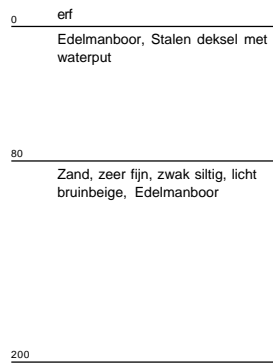 0 erf
Edelmanboor, Stalen deksel met
waterput
80
Zand, zeer fijn, zwak siltig, licht
bruinbeige, Edelmanboor
200